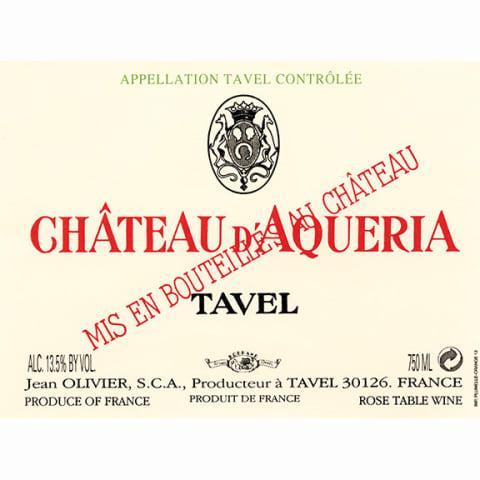 APPELLATION TAVEL CONTRÔLÉE
MIS EN BOUTEILLES AU CHÂTEAU
CHÂTEAU D'AQUERIA
TAVEL
ALC. 13.5% BY VOL.
750 ML
Jean OLIVIER, S.C.A., Producteur à TAVEL 30126. FRANCE
PRODUCE OF FRANCE
PRODUIT DE FRANCE
ROSE TABLE WINE